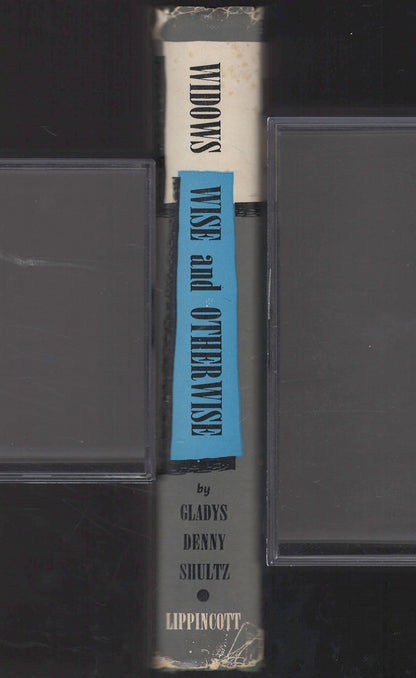 WIDOWS
WISE and OTHERWISE
by
GLADYS
DENNY
SHULTZ
LIPPINCOTT